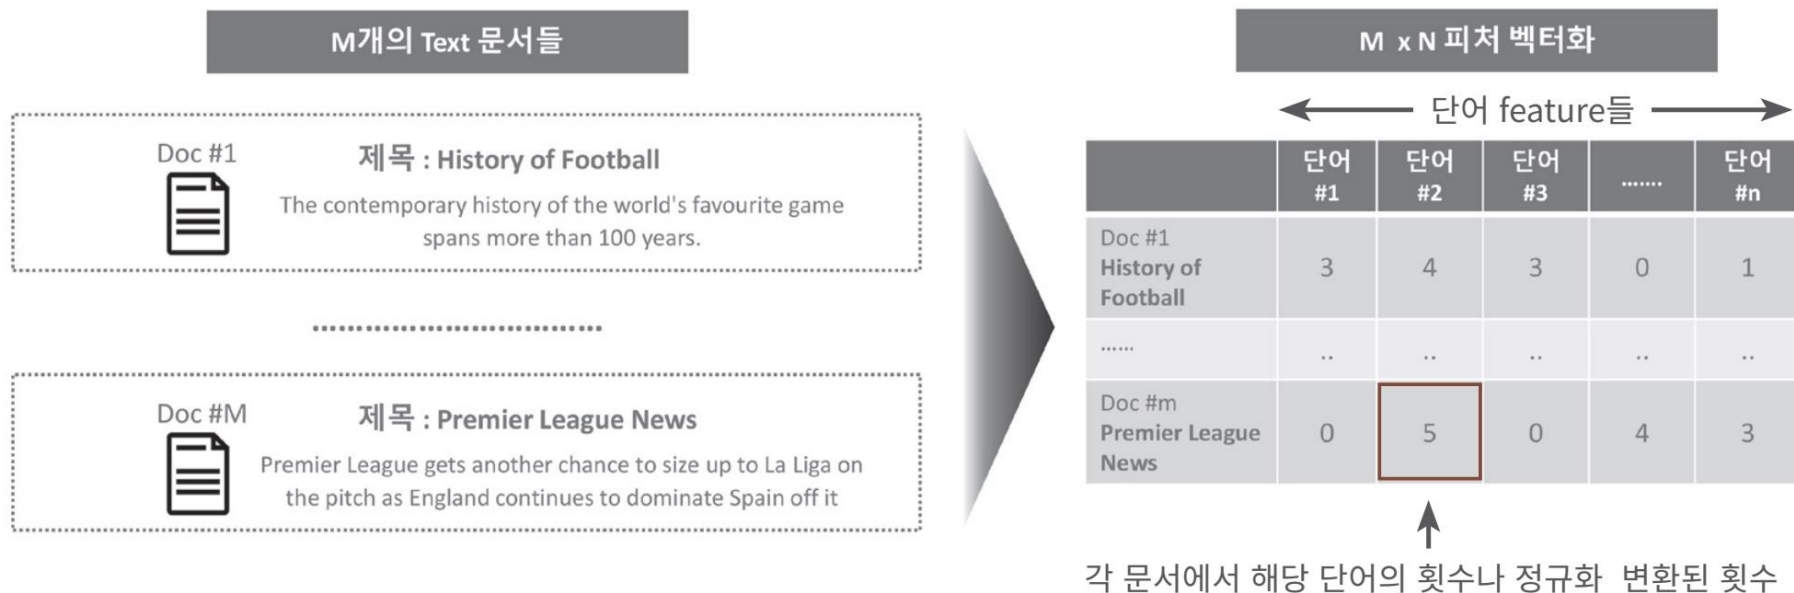 M개의 Text 문서들
Doc #1
제목 : History of Football
The contemporary history of the world's favourite game
spans more than 100 years.
................................
Doc #M
제목 : Premier League News
Premier League gets another chance to size up to La Liga on
the pitch as England continues to dominate Spain off it
M x N 피처 벡터화
단어 feature들
단어 #1 단어 #2 단어 #3 ....... 단어 #n
Doc #1
History of
Football
3 4 3 0 1
...... .. .. .. .. ..
Doc #m
Premier League
News
0 5 0 4 3
각 문서에서 해당 단어의 횟수나 정규화 변환된 횟수